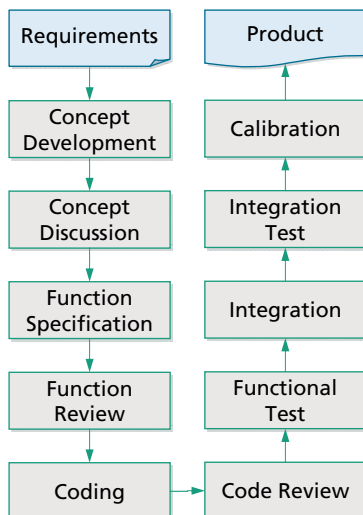 Requirements
Concept
Development
Concept
Discussion
Function
Specification
Function
Review
Coding
Code Review
Functional
Test
Integration
Integration
Test
Calibration
Product